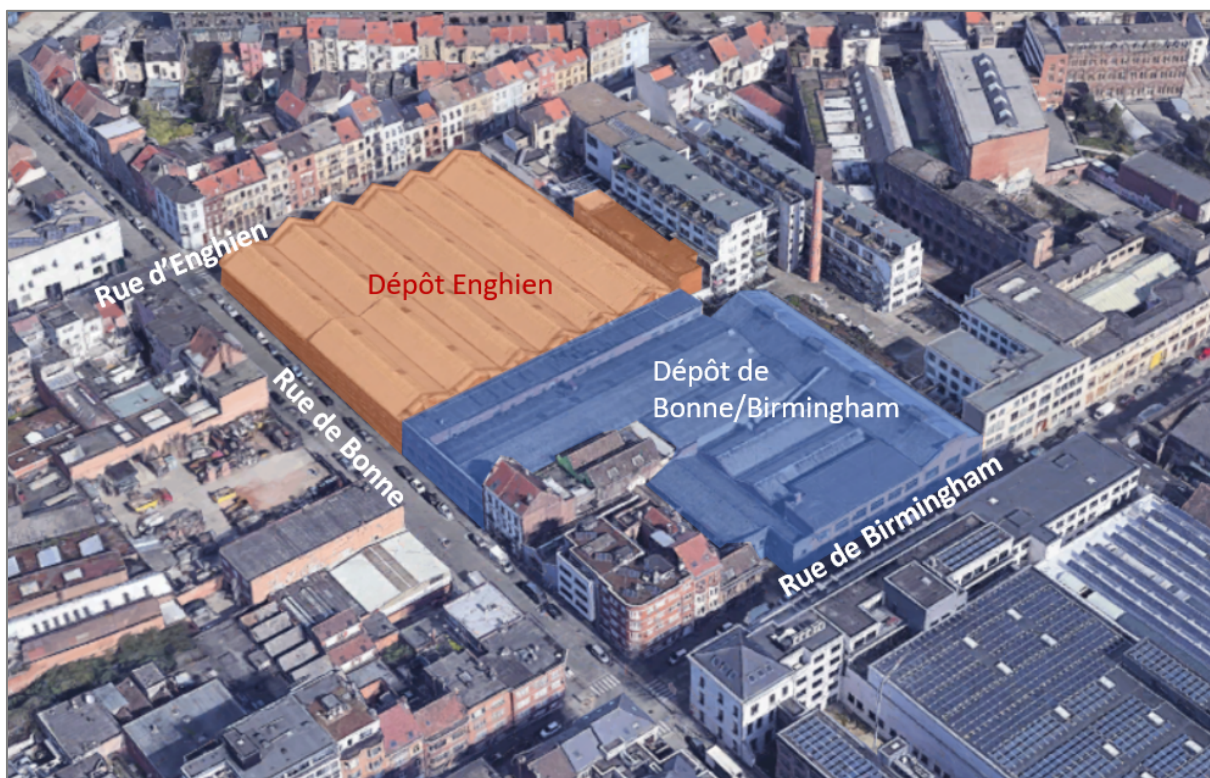 Rue d'Enghien
Dépôt Enghien
Rue de Bonne
Dépôt de
Bonne/Birmingham
Rue de Birmingham